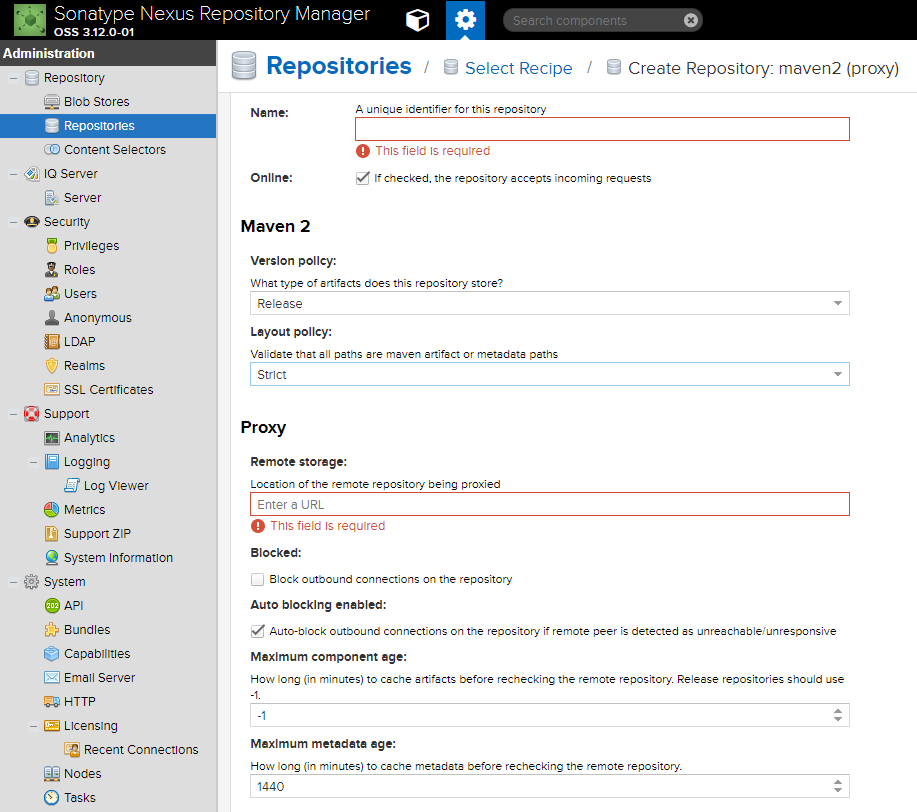 Sonatype Nexus Repository Manager
OSS 3.12.0-01
Search components
Administration
Repository
Blob Stores
Repositories
Content Selectors
IQ Server
Server
Security
Privileges
Roles
Users
Anonymous
LDAP
Realms
SSL Certificates
Support
Analytics
Logging
Log Viewer
Metrics
Support ZIP
System Information
System
202
API
Bundles
Capabilities
Email Server
HTTP
Licensing
Recent Connections
Nodes
Tasks
Repositories / Select Recipe / Create Repository: maven2 (proxy)
Name:
A unique identifier for this repository
This field is required
Online:
If checked, the repository accepts incoming requests
Maven 2
Version policy:
What type of artifacts does this repository store?
Release
Layout policy:
Validate that all paths are maven artifact or metadata paths
Strict
Proxy
Remote storage:
Location of the remote repository being proxied
Enter a URL
This field is required
Blocked:
Block outbound connections on the repository
Auto blocking enabled:
Auto-block outbound connections on the repository if remote peer is detected as unreachable/unresponsive
Maximum component age:
How long (in minutes) to cache artifacts before rechecking the remote repository. Release repositories should use
-1.
-1
Maximum metadata age:
How long (in minutes) to cache metadata before rechecking the remote repository.
1440